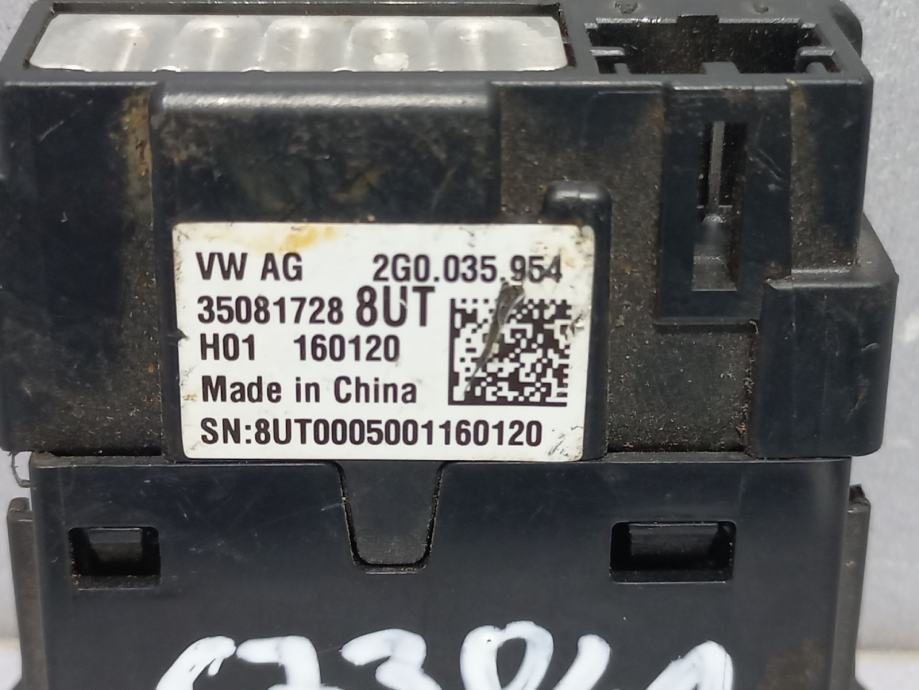 VW AG 2G0.035.954
35081728 8UT
H01 160120
Made in China
SN:8UT0005001160120